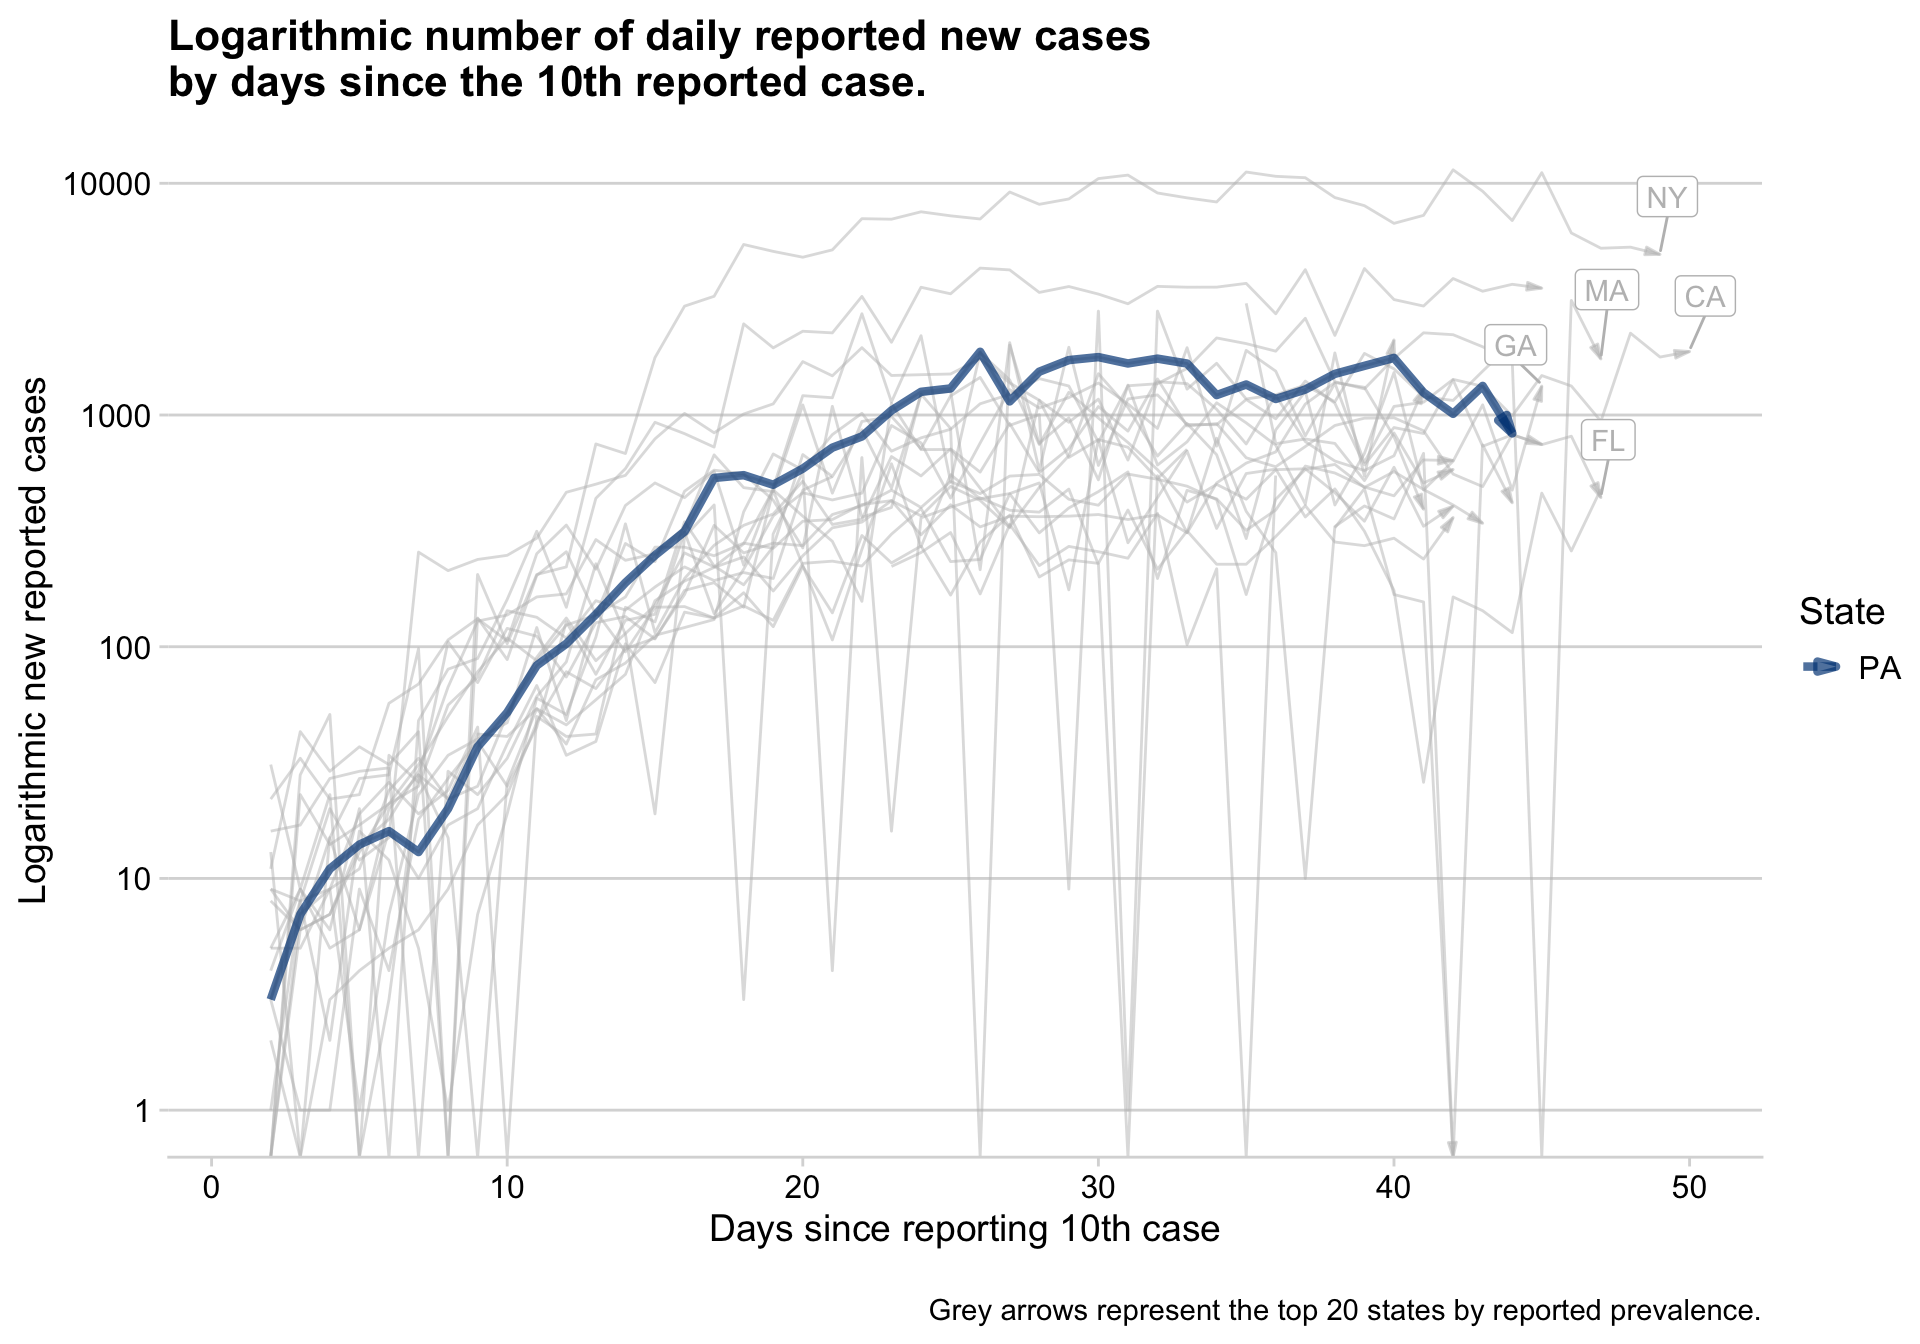 Logarithmic number of daily reported new cases
by days since the 10th reported case.
10000
1000
100
10
1
Logarithmic new reported cases
NY
MA
CA
GA
FL
State
PA
0
10
20
30
40
50
Days since reporting 10th case
Grey arrows represent the top 20 states by reported prevalence.